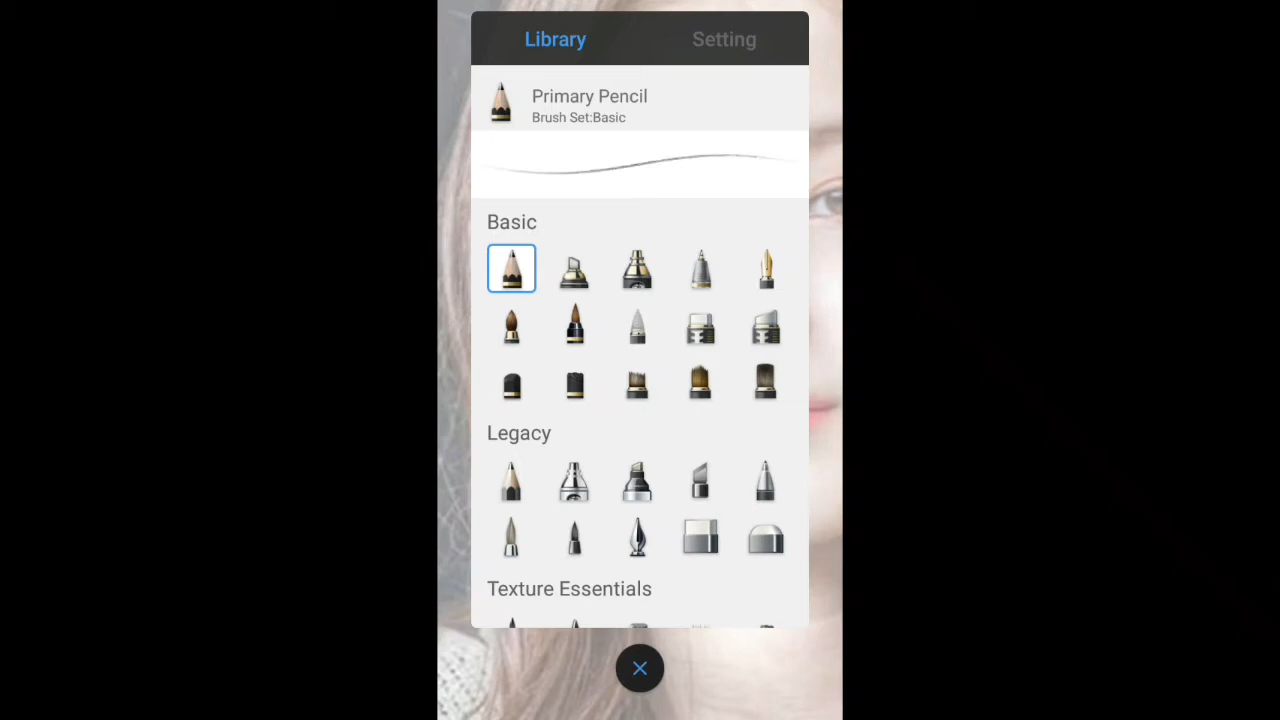 Library
Setting
Primary Pencil
Brush Set:Basic
Basic
Legacy
Texture Essentials